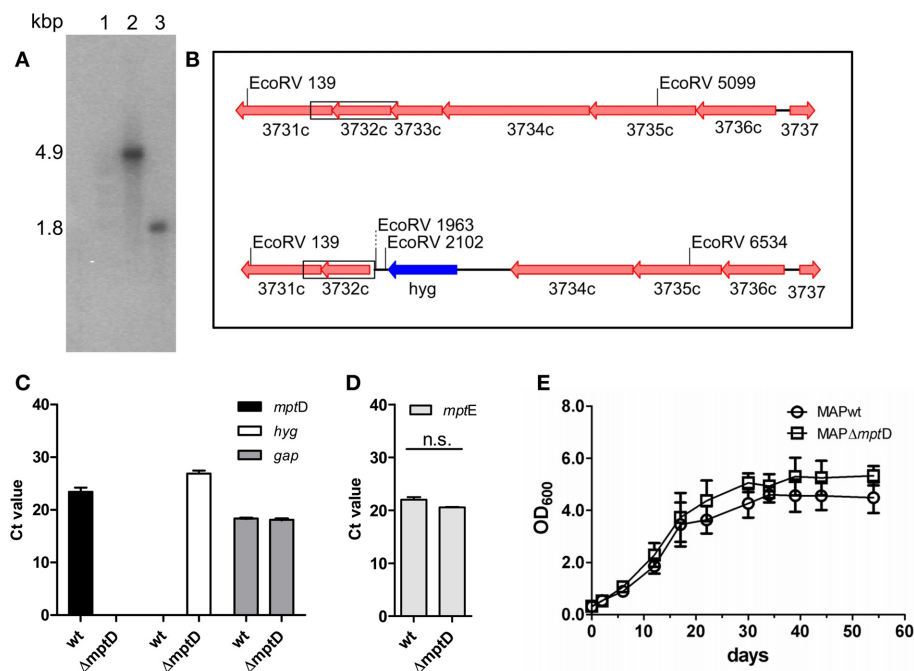 kbp 1 2 3
A
4.9
1.8
B
EcoRV 139
EcoRV 5099
3731c 3732c 3733c 3734c 3735c 3736c 3737
EcoRV 1963
EcoRV 139
EcoRV 2102
EcoRV 6534
3731c 3732c hyg 3734c 3735c 3736c 3737
C
Ct value
40
30
20
10
0
mptD
hyg
gap
wt ΔmptD wt ΔmptD wt ΔmptD
D
Ct value
40
30
20
10
0
mptE
n.s.
wt ΔmptD
E
OD600
8.0
6.0
4.0
2.0
0.0
MAPwt
MAPΔmptD
0 10 20 30 40 50 60
days